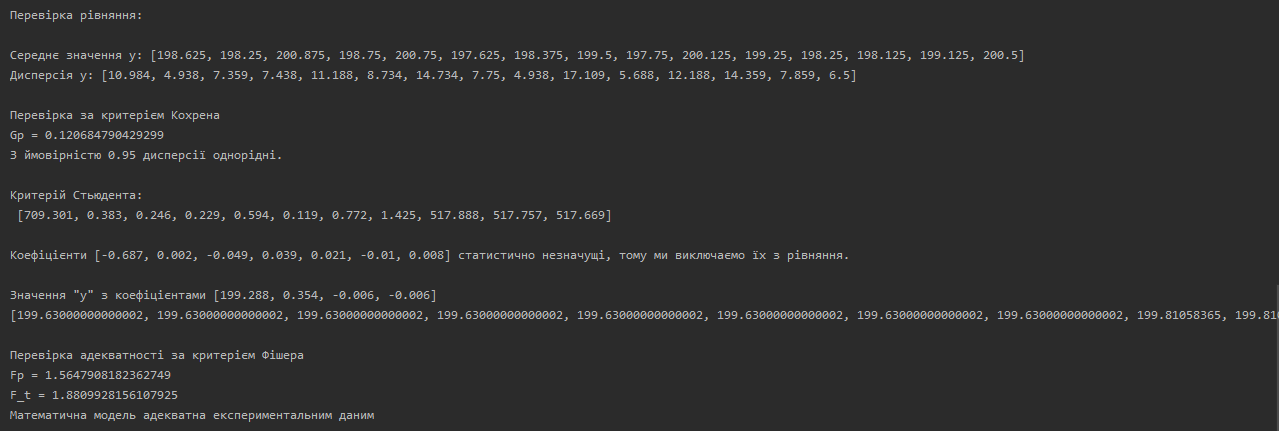 Перевірка рівняння:
Середнє значення y: [198.625, 198.25, 200.875, 198.75, 200.75, 197.625, 198.375, 199.5, 197.75, 200.125, 199.25, 198.25, 198.125, 199.125, 200.5]
Дисперсія y: [10.984, 4.938, 7.359, 7.438, 11.188, 8.734, 14.734, 7.75, 4.938, 17.109, 5.688, 12.188, 14.359, 7.859, 6.5]
Перевірка за критерієм Кохрена
Gp = 0.120684790429299
З ймовірністю 0.95 дисперсії однорідні.
Критерій Стьюдента:
[709.301, 0.383, 0.246, 0.229, 0.594, 0.119, 0.772, 1.425, 517.888, 517.757, 517.669]
Коефіцієнти [-0.687, 0.002, -0.049, 0.039, 0.021, -0.01, 0.008] статистично незначущі, тому ми виключаємо їх з рівняння.
Значення "y" з коефіцієнтами [199.288, 0.354, -0.006, -0.006]
[199.63000000000002, 199.63000000000002, 199.63000000000002, 199.63000000000002, 199.63000000000002, 199.63000000000002, 199.63000000000002, 199.63000000000002, 199.81058365, 199.810
Перевірка адекватності за критерієм Фішера
Fp = 1.5647908182362749
F_t = 1.8809928156107925
Математична модель адекватна експериментальним даним